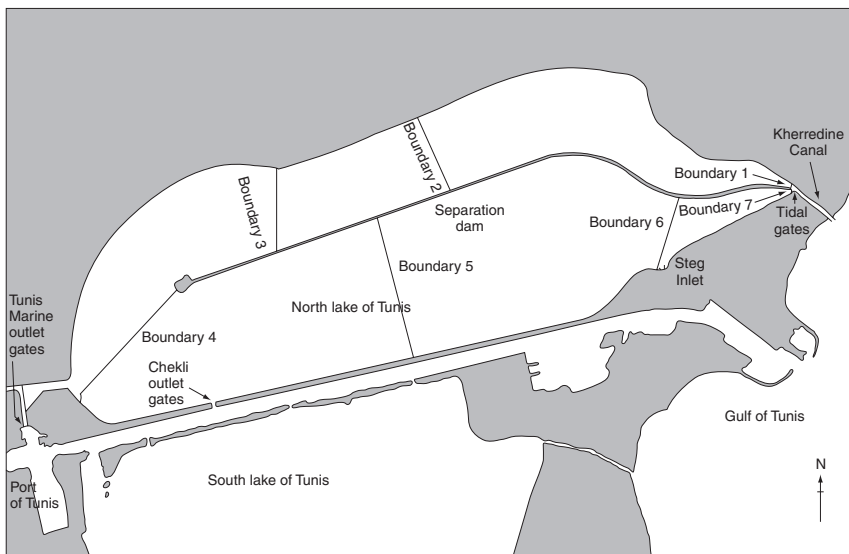 Kherredine
Canal
Boundary 1
Boundary 2
Boundary 3
Boundary 7
Tidal
gates
Separation
dam
Boundary 6
Steg
Inlet
Boundary 5
North lake of Tunis
Tunis
Marine
outlet
gates
Boundary 4
Chekli
outlet
gates
Gulf of Tunis
South lake of Tunis
Port
of Tunis
N